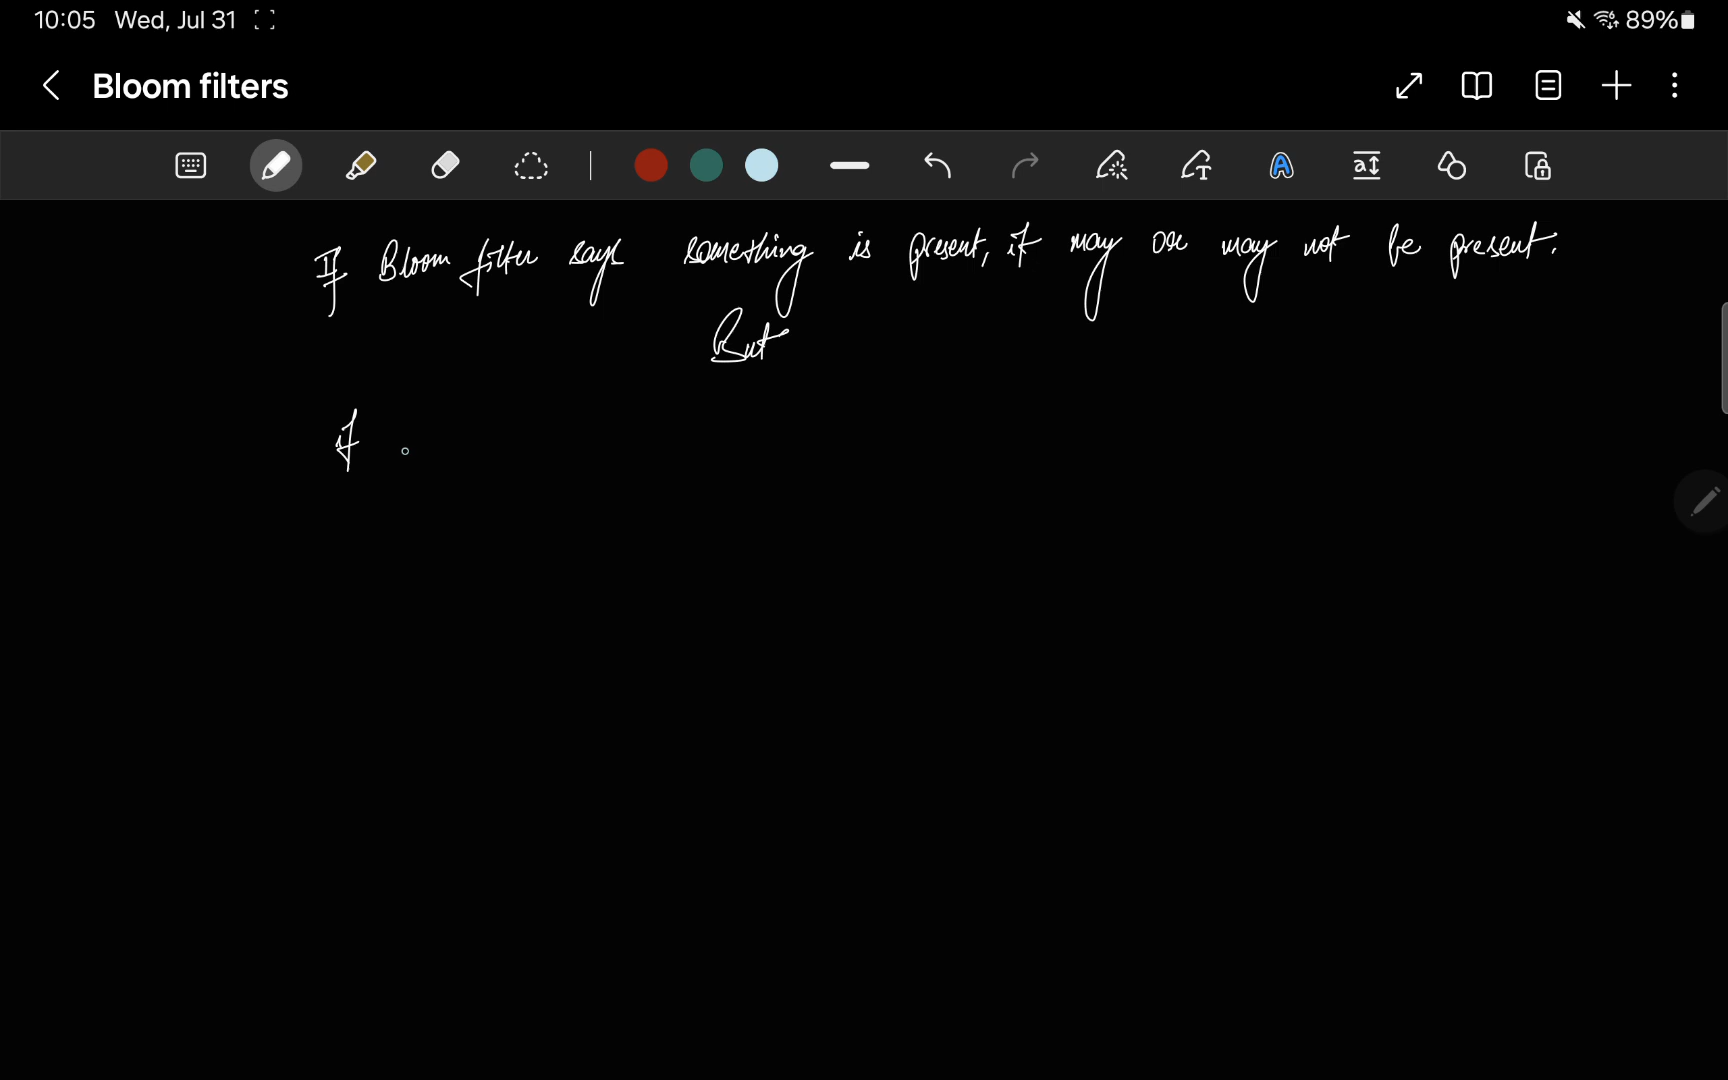 10:05 Wed, Jul 31 89%
Bloom filters
If Bloom filter says something is present, it may or may not be present.
But
if